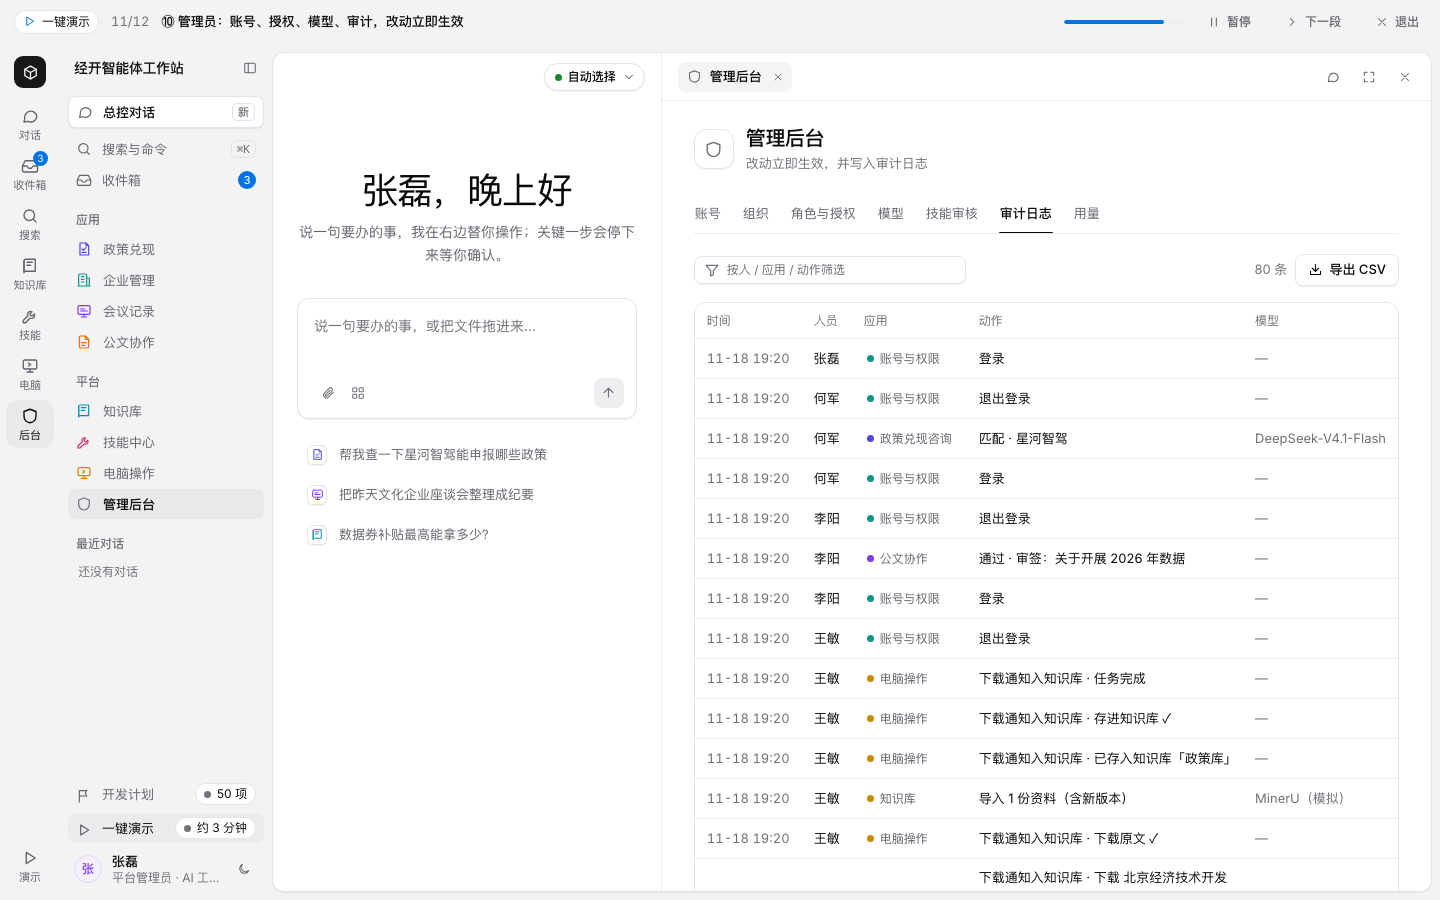 一键演示 11/12 ⑩ 管理员：账号、授权、模型、审计，改动立即生效 暂停 下一段 退出
对话
收件箱
3
搜索
知识库
技能
电脑
后台
演示
经开智能体工作站
总控对话 新
搜索与命令 ⌘K
收件箱 3
应用
政策兑现
企业管理
会议记录
公文协作
平台
知识库
技能中心
电脑操作
管理后台
最近对话
还没有对话
开发计划 50 项
一键演示 约 3 分钟
张 张磊
平台管理员 · AI 工...
自动选择
张磊，晚上好
说一句要办的事，我在右边替你操作；关键一步会停下
来等你确认。
说一句要办的事，或把文件拖进来...
帮我查一下星河智驾能申报哪些政策
把昨天文化企业座谈会整理成纪要
数据券补贴最高能拿多少?
管理后台
管理后台
改动立即生效，并写入审计日志
账号 组织 角色与授权 模型 技能审核 审计日志 用量
按人 / 应用 / 动作筛选 80 条 导出 CSV
时间 人员 应用 动作 模型
11-18 19:20 张磊 账号与权限 登录 —
11-18 19:20 何军 账号与权限 退出登录 —
11-18 19:20 何军 政策兑现咨询 匹配 · 星河智驾 DeepSeek-V4.1-Flash
11-18 19:20 何军 账号与权限 登录 —
11-18 19:20 李阳 账号与权限 退出登录 —
11-18 19:20 李阳 公文协作 通过 · 审签：关于开展 2026 年数据 —
11-18 19:20 李阳 账号与权限 登录 —
11-18 19:20 王敏 账号与权限 退出登录 —
11-18 19:20 王敏 电脑操作 下载通知入知识库 · 任务完成 —
11-18 19:20 王敏 电脑操作 下载通知入知识库 · 存进知识库 ✓ —
11-18 19:20 王敏 电脑操作 下载通知入知识库 · 已存入知识库「政策库」 —
11-18 19:20 王敏 知识库 导入 1 份资料（含新版本） MinerU（模拟）
11-18 19:20 王敏 电脑操作 下载通知入知识库 · 下载原文 ✓ —
下载通知入知识库 · 下载 北京经济技术开发